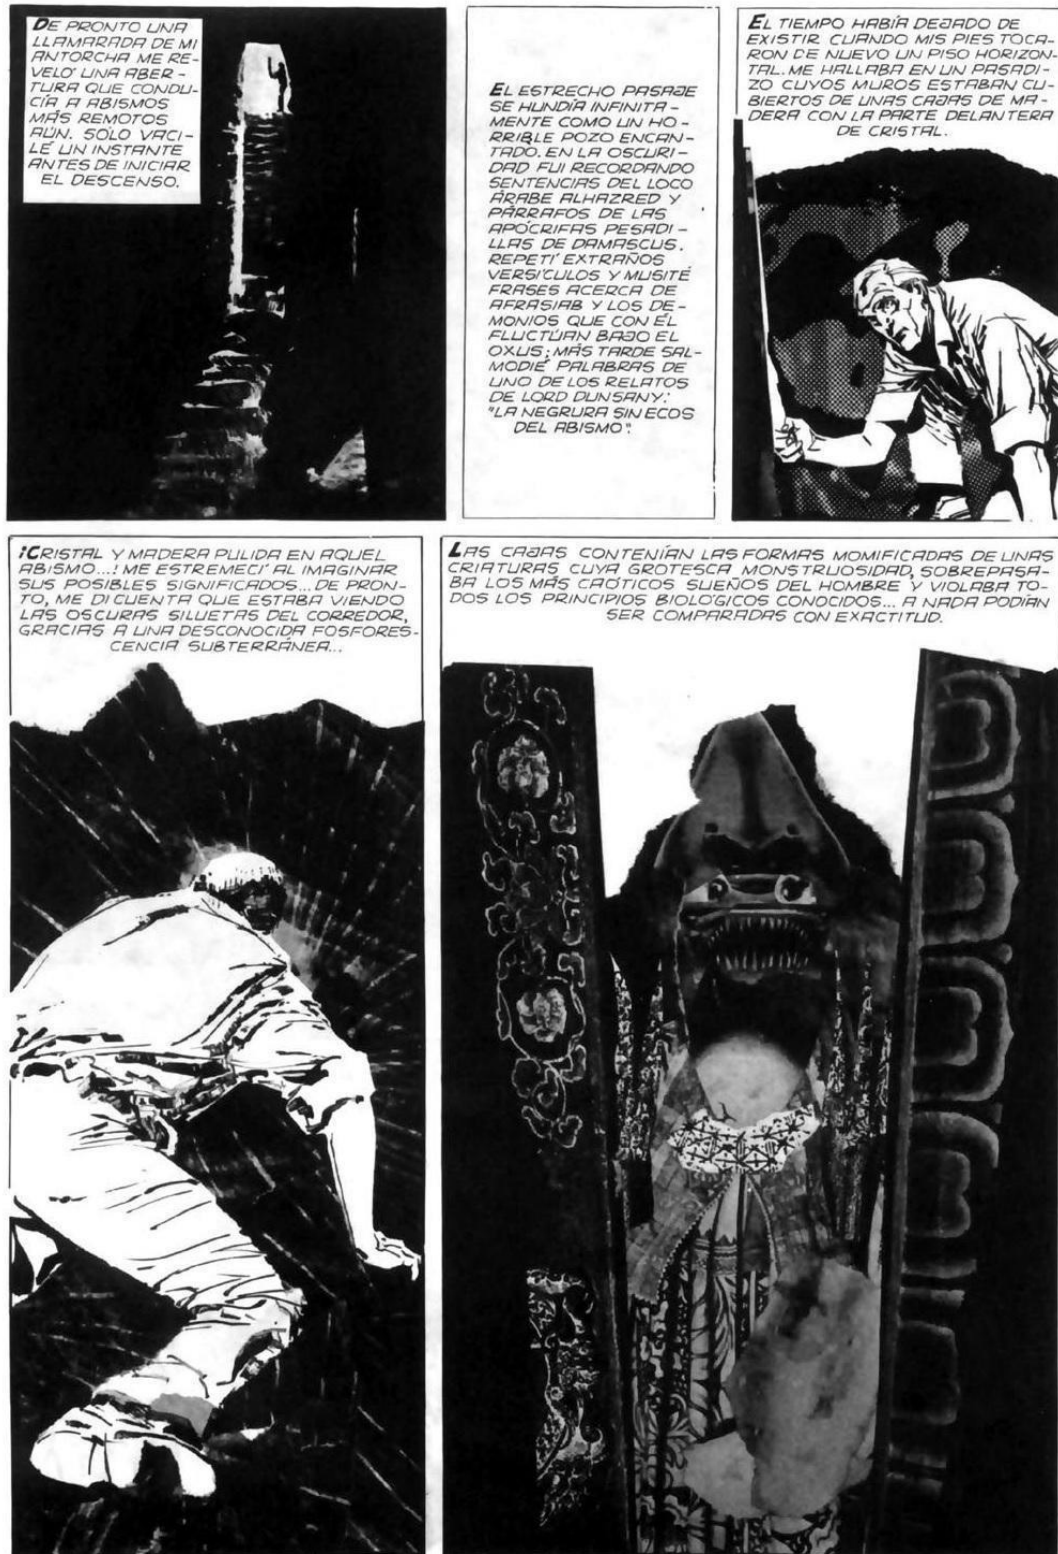 DE PRONTO UNA
LLAMARADA DE MI
ANTORCHA ME RE-
VELÓ UNA ABER-
TURA QUE CONDU-
CÍA A ABISMOS
MÁS REMOTOS
AÚN. SÓLO VACI-
LÉ UN INSTANTE
ANTES DE INICIAR
EL DESCENSO.
EL ESTRECHO PASAJE
SE HUNDÍA INFINITA-
MENTE COMO UN HO-
RRIBLE POZO ENCAN-
TADO. EN LA OSCURI-
DAD FUI RECORDANDO
SENTENCIAS DEL LOCO
ÁRABE ALHAZRED Y
PÁRRAFOS DE LAS
APÓCRIFAS PESADI-
LLAS DE DAMASCUS.
REPETÍ EXTRAÑOS
VERSÍCULOS Y MUSITÉ
FRASES ACERCA DE
AFRASIAB Y LOS DE-
MONIOS QUE CON ÉL
FLUCTÚAN BAJO EL
OXUS; MÁS TARDE SAL-
MODIÉ PALABRAS DE
UNO DE LOS RELATOS
DE LORD DUNSANY:
"LA NEGRURA SIN ECOS
DEL ABISMO".
EL TIEMPO HABÍA DEJADO DE
EXISTIR CUANDO MIS PIES TOCA-
RON DE NUEVO UN PISO HORIZON-
TAL. ME HALLABA EN UN PASADI-
ZO CUYOS MUROS ESTABAN CU-
BIERTOS DE UNAS CAJAS DE MA-
DERA CON LA PARTE DELANTERA
DE CRISTAL.
¡CRISTAL Y MADERA PULIDA EN AQUEL
ABISMO...! ME ESTREMECÍ AL IMAGINAR
SUS POSIBLES SIGNIFICADOS... DE PRON-
TO, ME DI CUENTA QUE ESTABA VIENDO
LAS OSCURAS SILUETAS DEL CORREDOR,
GRACIAS A UNA DESCONOCIDA FOSFORES-
CENCIA SUBTERRÁNEA...
LAS CAJAS CONTENÍAN LAS FORMAS MOMIFICADAS DE UNAS
CRIATURAS CUYA GROTESCA MONSTRUOSIDAD, SOBREPASA-
BA LOS MÁS CAÓTICOS SUEÑOS DEL HOMBRE Y VIOLABA TO-
DOS LOS PRINCIPIOS BIOLÓGICOS CONOCIDOS... A NADA PODÍAN
SER COMPARADAS CON EXACTITUD.